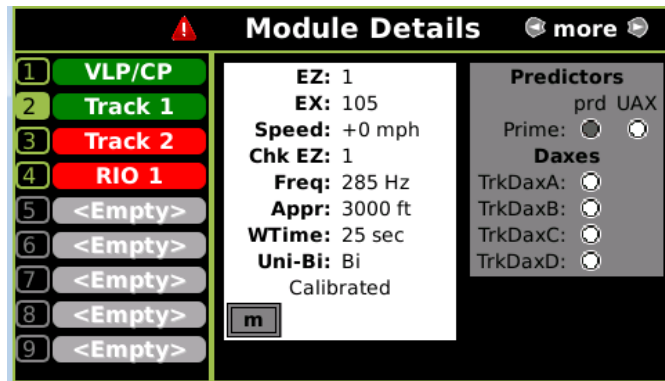 Module Details
more
1 VLP/CP
2 Track 1
3 Track 2
4 RIO 1
5 <Empty>
6 <Empty>
7 <Empty>
8 <Empty>
9 <Empty>
EZ: 1
EX: 105
Speed: +0 mph
Chk EZ: 1
Freq: 285 Hz
Appr: 3000 ft
WTime: 25 sec
Uni-Bi: Bi
Calibrated
m
Predictors
prd UAX
Prime:
Daxes
TrkDaxA:
TrkDaxB:
TrkDaxC:
TrkDaxD: